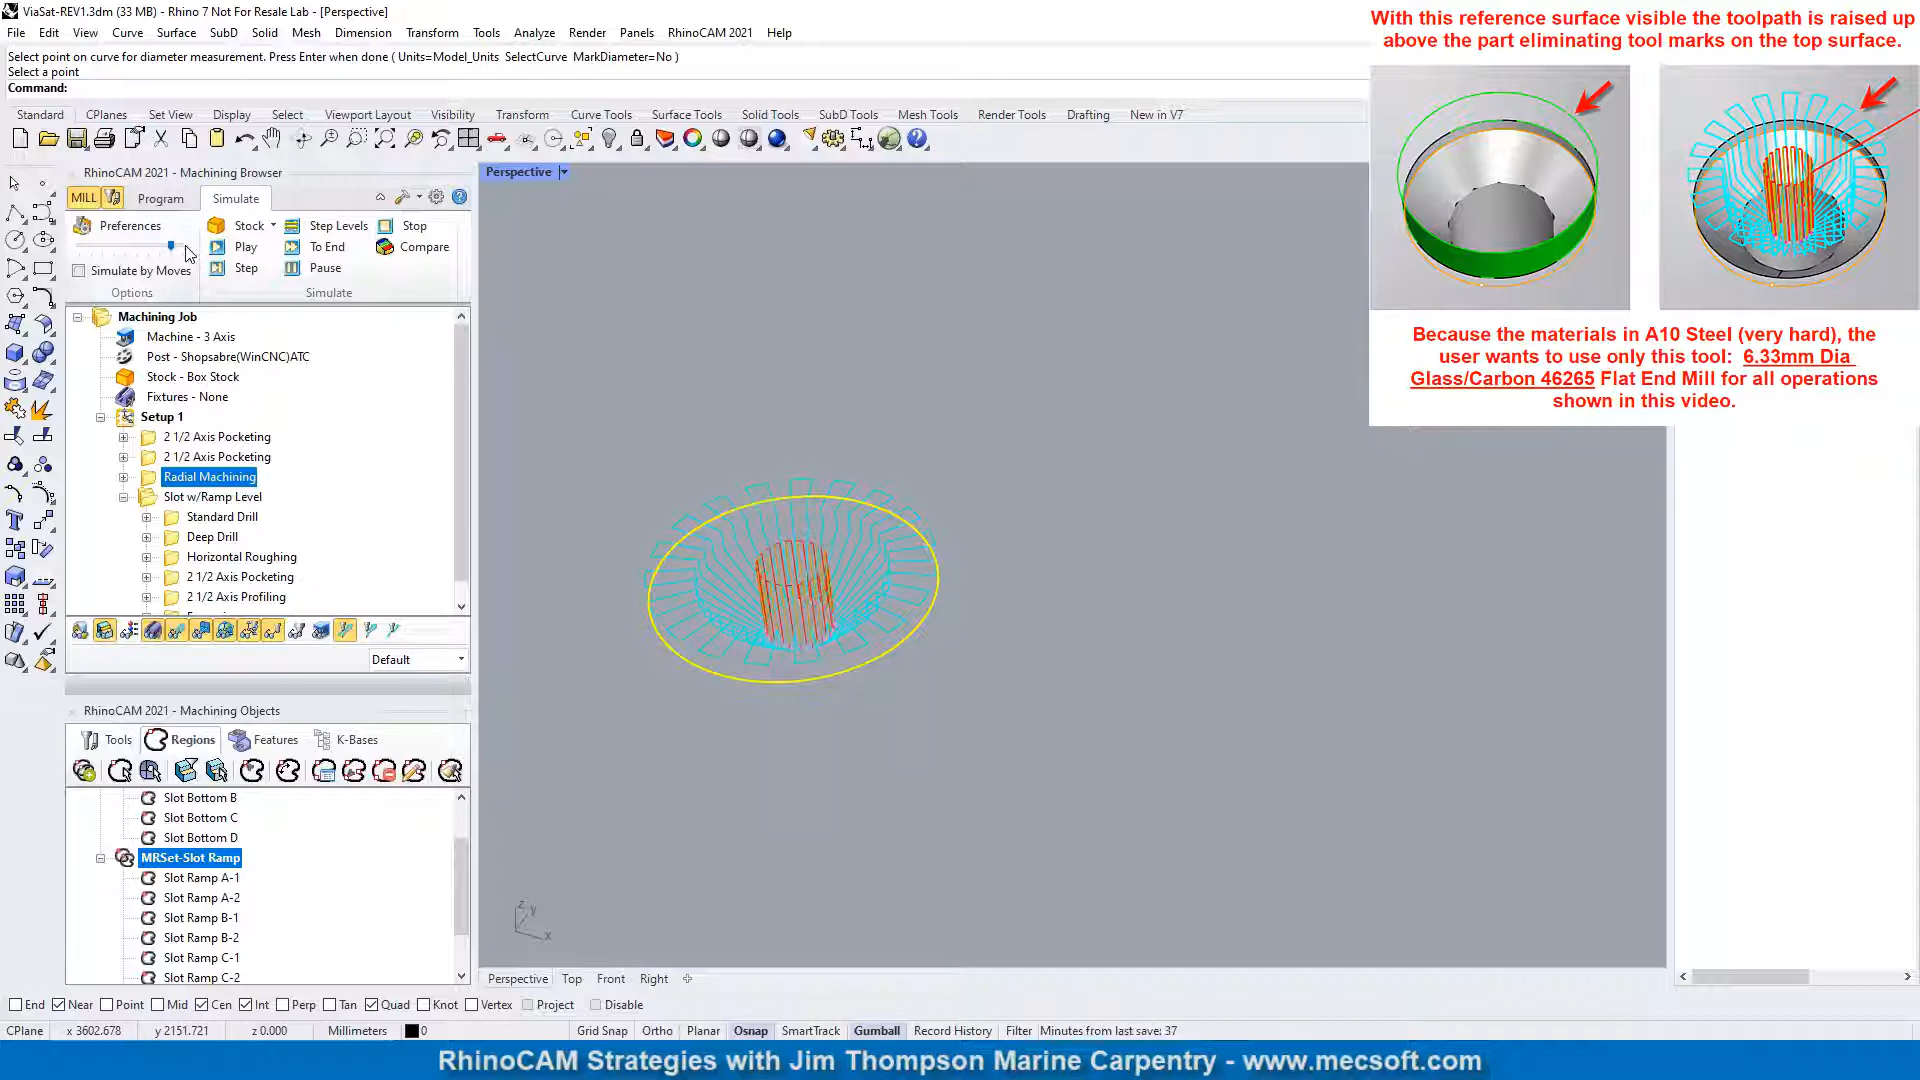 ViaSat-REV1.3dm (33 MB) - Rhino 7 Not For Resale Lab - [Perspective]
File Edit View Curve Surface SubD Solid Mesh Dimension Transform Tools Analyze Render Panels RhinoCAM 2021 Help
Select point on curve for diameter measurement. Press Enter when done ( Units=Model_Units SelectCurve MarkDiameter=No )
Select a point
Command:
Standard CPlanes Set View Display Select Viewport Layout Visibility Transform Curve Tools Surface Tools Solid Tools SubD Tools Mesh Tools Render Tools Drafting New in V7
RhinoCAM 2021 - Machining Browser
MILL Program Simulate
Preferences Stock Step Levels Stop
Play To End Compare
Simulate by Moves Step Pause
Options Simulate
Machining Job
Machine - 3 Axis
Post - Shopsabre(WinCNC)ATC
Stock - Box Stock
Fixtures - None
Setup 1
2 1/2 Axis Pocketing
2 1/2 Axis Pocketing
Radial Machining
Slot w/Ramp Level
Standard Drill
Deep Drill
Horizontal Roughing
2 1/2 Axis Pocketing
2 1/2 Axis Profiling
Default
RhinoCAM 2021 - Machining Objects
Tools Regions Features K-Bases
Slot Bottom B
Slot Bottom C
Slot Bottom D
MRSet-Slot Ramp
Slot Ramp A-1
Slot Ramp A-2
Slot Ramp B-1
Slot Ramp B-2
Slot Ramp C-1
Slot Ramp C-2
Perspective
z y
x
With this reference surface visible the toolpath is raised up
above the part eliminating tool marks on the top surface.
Because the materials in A10 Steel (very hard), the
user wants to use only this tool: 6.33mm Dia
Glass/Carbon 46265 Flat End Mill for all operations
shown in this video.
Perspective Top Front Right
End Near Point Mid Cen Int Perp Tan Quad Knot Vertex Project Disable
CPlane x 3602.678 y 2151.721 z 0.000 Millimeters 0 Grid Snap Ortho Planar Osnap SmartTrack Gumball Record History Filter Minutes from last save: 37
RhinoCAM Strategies with Jim Thompson Marine Carpentry - www.mecsoft.com